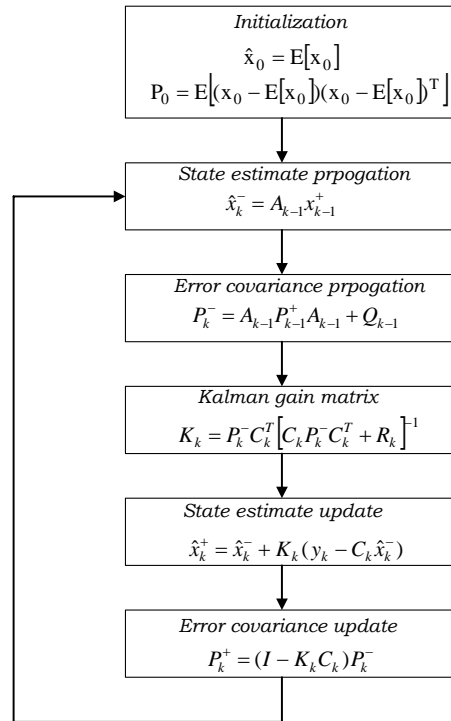 Initialization
x̂₀ = E[x₀]
P₀ = E⌊(x₀ − E[x₀])(x₀ − E[x₀])ᵀ⌋
State estimate prpogation
x̂ₖ⁻ = Aₖ₋₁xₖ₋₁⁺
Error covariance prpogation
Pₖ⁻ = Aₖ₋₁Pₖ₋₁⁺Aₖ₋₁ + Qₖ₋₁
Kalman gain matrix
Kₖ = Pₖ⁻Cₖᵀ[CₖPₖ⁻Cₖᵀ + Rₖ]⁻¹
State estimate update
x̂ₖ⁺ = x̂ₖ⁻ + Kₖ(yₖ − Cₖx̂ₖ⁻)
Error covariance update
Pₖ⁺ = (I − KₖCₖ)Pₖ⁻